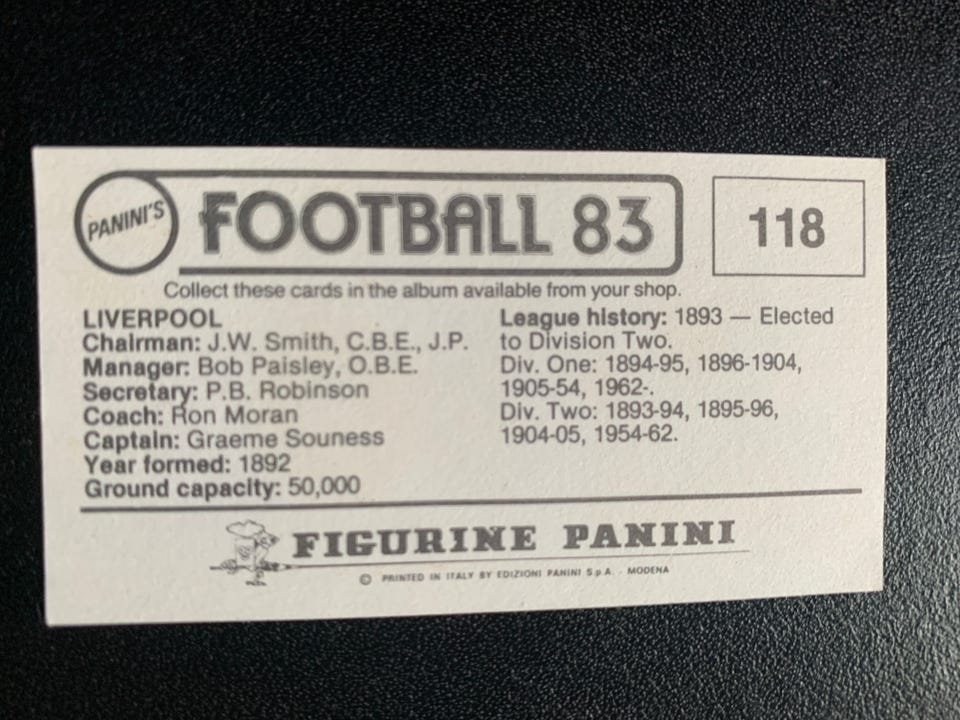 PANINI'S
FOOTBALL 83
118
Collect these cards in the album available from your shop.
LIVERPOOL
Chairman: J.W. Smith, C.B.E., J.P.
Manager: Bob Paisley, O.B.E.
Secretary: P.B. Robinson
Coach: Ron Moran
Captain: Graeme Souness
Year formed: 1892
Ground capacity: 50,000
League history: 1893 — Elected
to Division Two.
Div. One: 1894-95, 1896-1904,
1905-54, 1962-.
Div. Two: 1893-94, 1895-96,
1904-05, 1954-62.
FIGURINE PANINI
© PRINTED IN ITALY BY EDIZIONI PANINI S.p.A. - MODENA